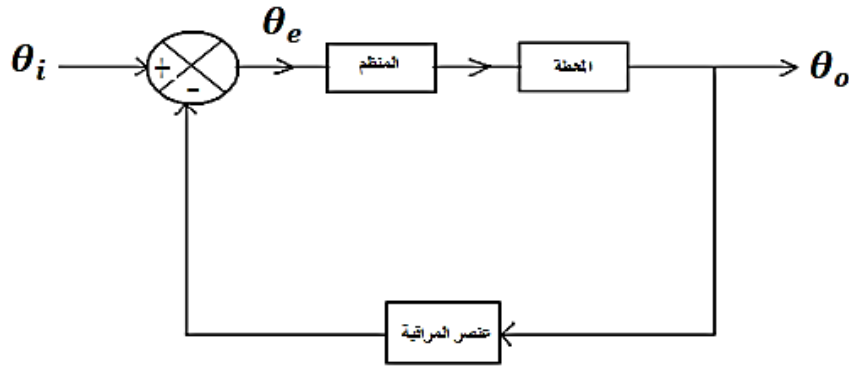 θi + - θe المنظم المحطة θo
عنصر المراقبة